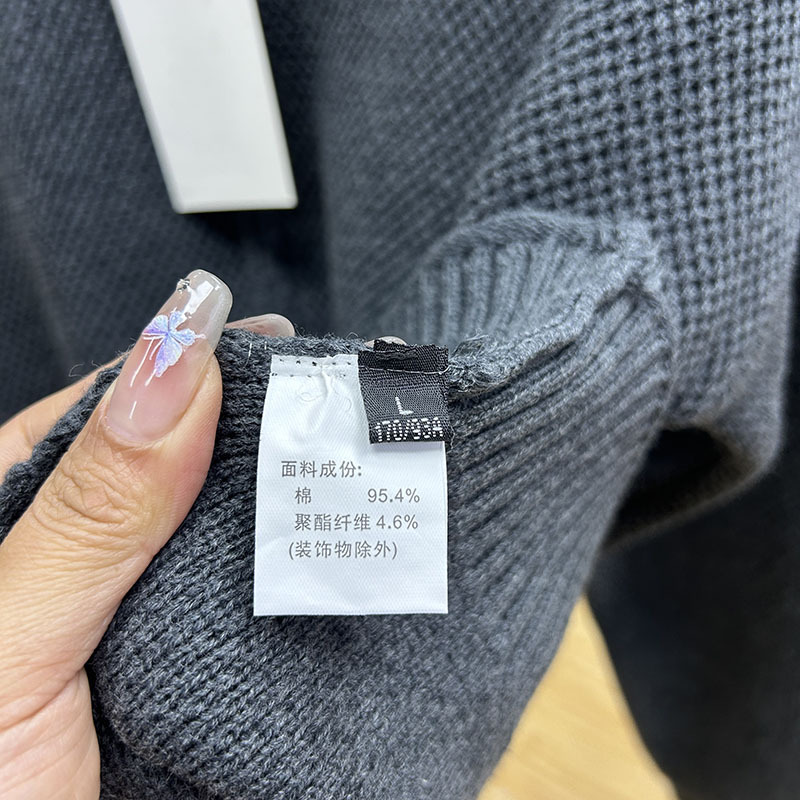 L
170/93A
面料成份:
棉 95.4%
聚酯纤维 4.6%
(装饰物除外)